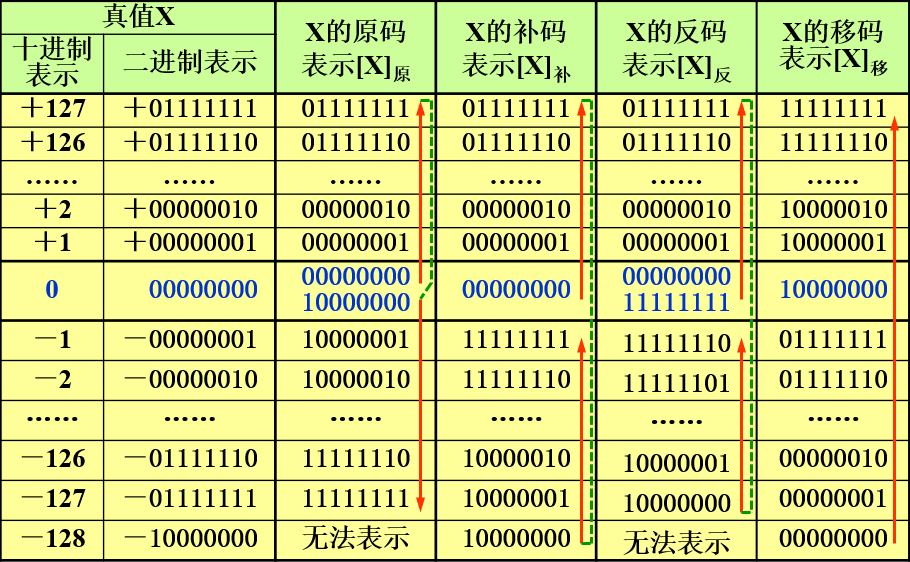 真值X
十进制
表示
二进制表示
X的原码
表示[X]原
X的补码
表示[X]补
X的反码
表示[X]反
X的移码
表示[X]移
+127 +01111111 01111111 01111111 01111111 11111111
+126 +01111110 01111110 01111110 01111110 11111110
…… …… …… …… …… ……
+2 +00000010 00000010 00000010 00000010 10000010
+1 +00000001 00000001 00000001 00000001 10000001
0 00000000 00000000 10000000 00000000 00000000 11111111 10000000
-1 -00000001 10000001 11111111 11111110 01111111
-2 -00000010 10000010 11111110 11111101 01111110
…… …… …… …… …… ……
-126 -01111110 11111110 10000010 10000001 00000010
-127 -01111111 11111111 10000001 10000000 00000001
-128 -10000000 无法表示 10000000 无法表示 00000000